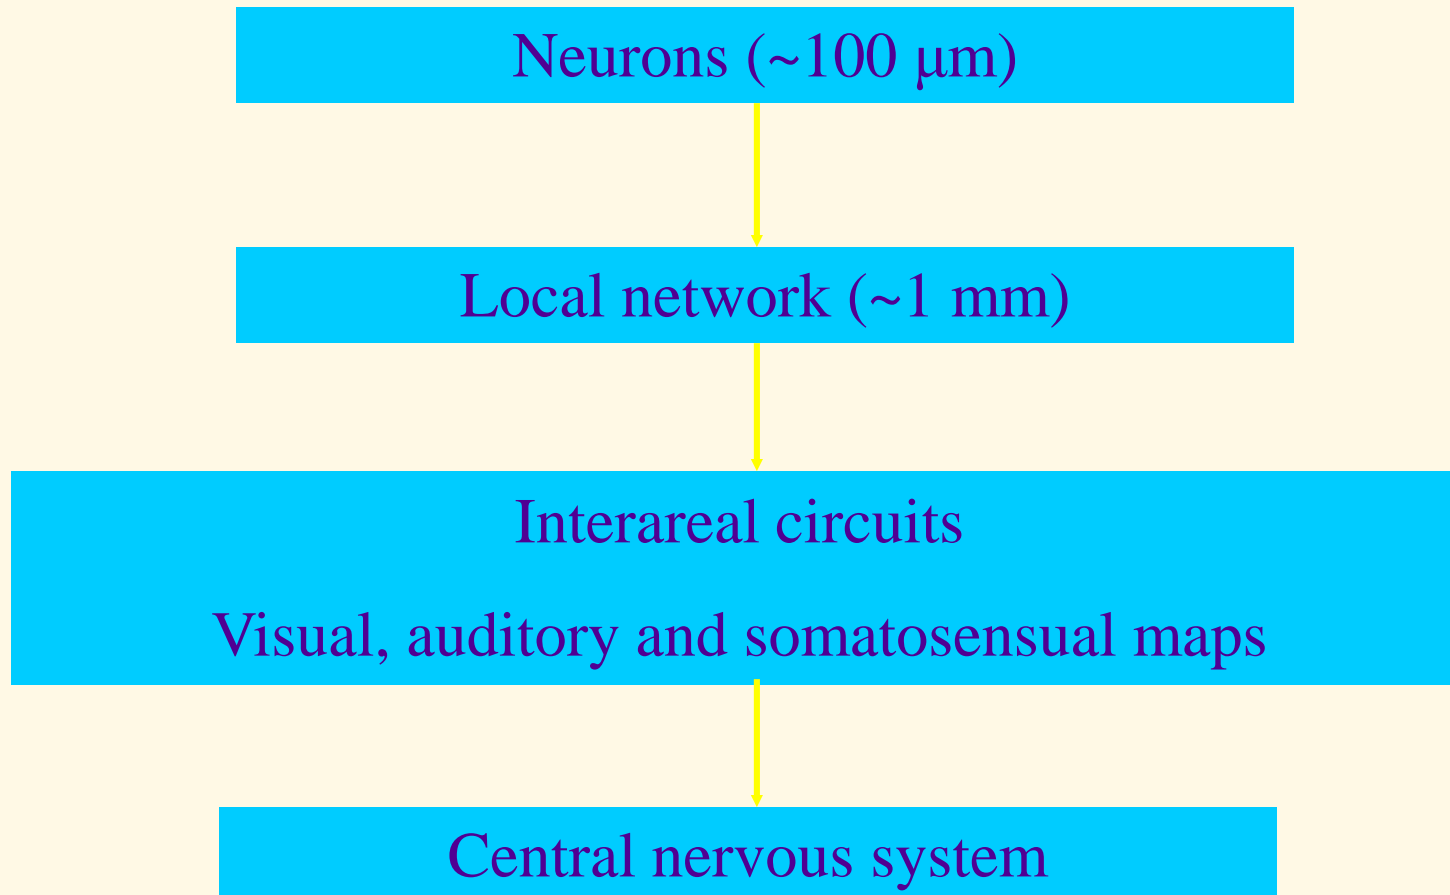 Neurons (~100 μm)
Local network (~1 mm)
Interareal circuits
Visual, auditory and somatosensual maps
Central nervous system